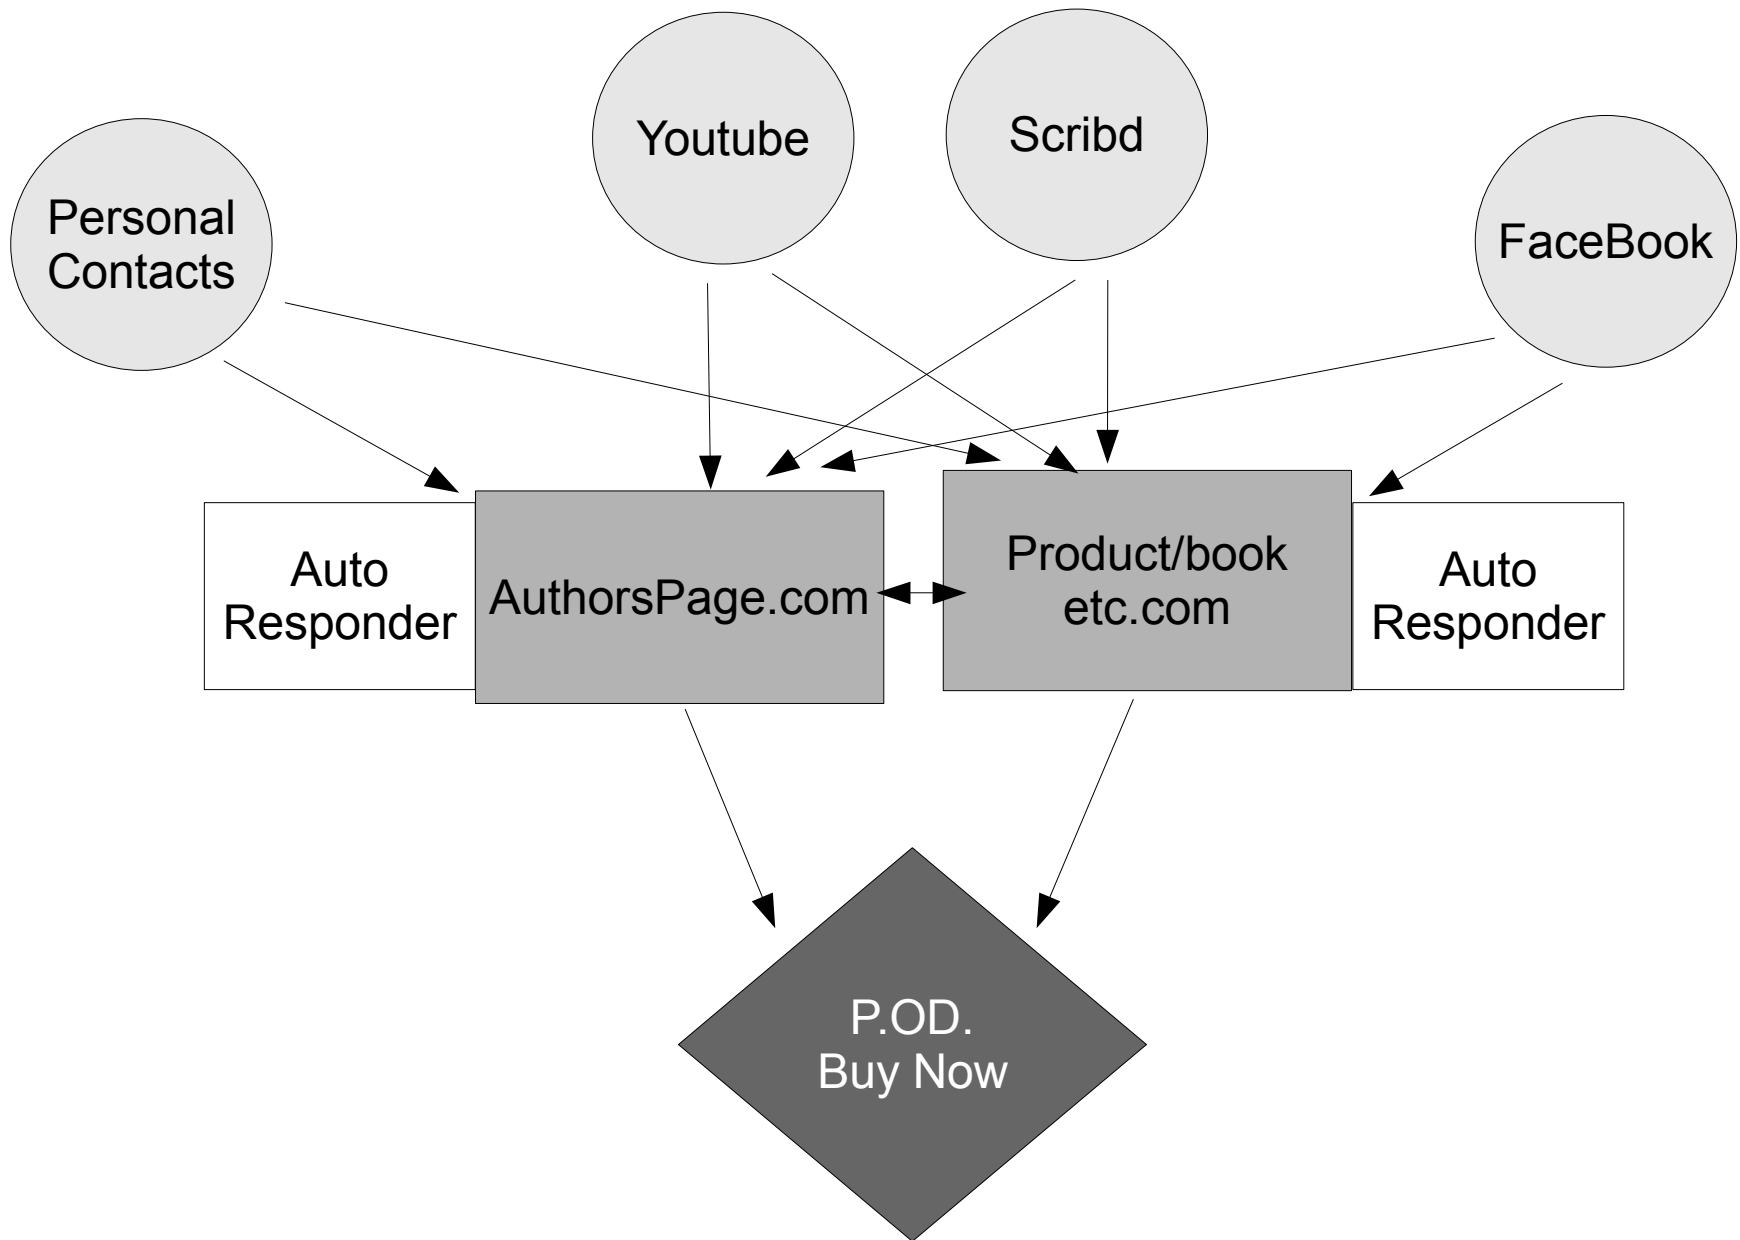 Youtube
Scribd
Personal
Contacts
FaceBook
Auto
Responder
AuthorsPage.com
Product/book
etc.com
Auto
Responder
P.OD.
Buy Now